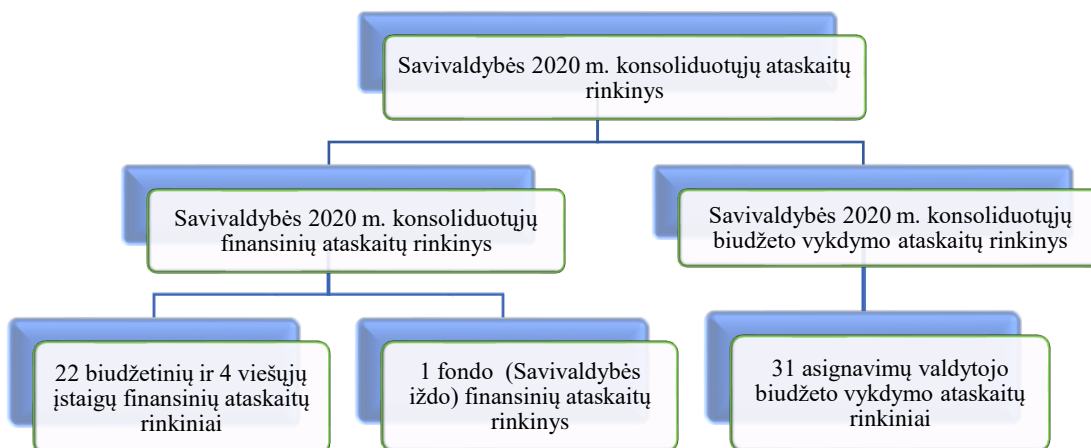 Savivaldybės 2020 m. konsoliduotųjų ataskaitų
rinkinys
Savivaldybės 2020 m. konsoliduotųjų
finansinių ataskaitų rinkinys
Savivaldybės 2020 m. konsoliduotųjų
biudžeto vykdymo ataskaitų rinkinys
22 biudžetinių ir 4 viešųjų
įstaigų finansinių ataskaitų
rinkiniai
1 fondo (Savivaldybės
iždo) finansinių ataskaitų
rinkinys
31 asignavimų valdytojo
biudžeto vykdymo ataskaitų
rinkiniai